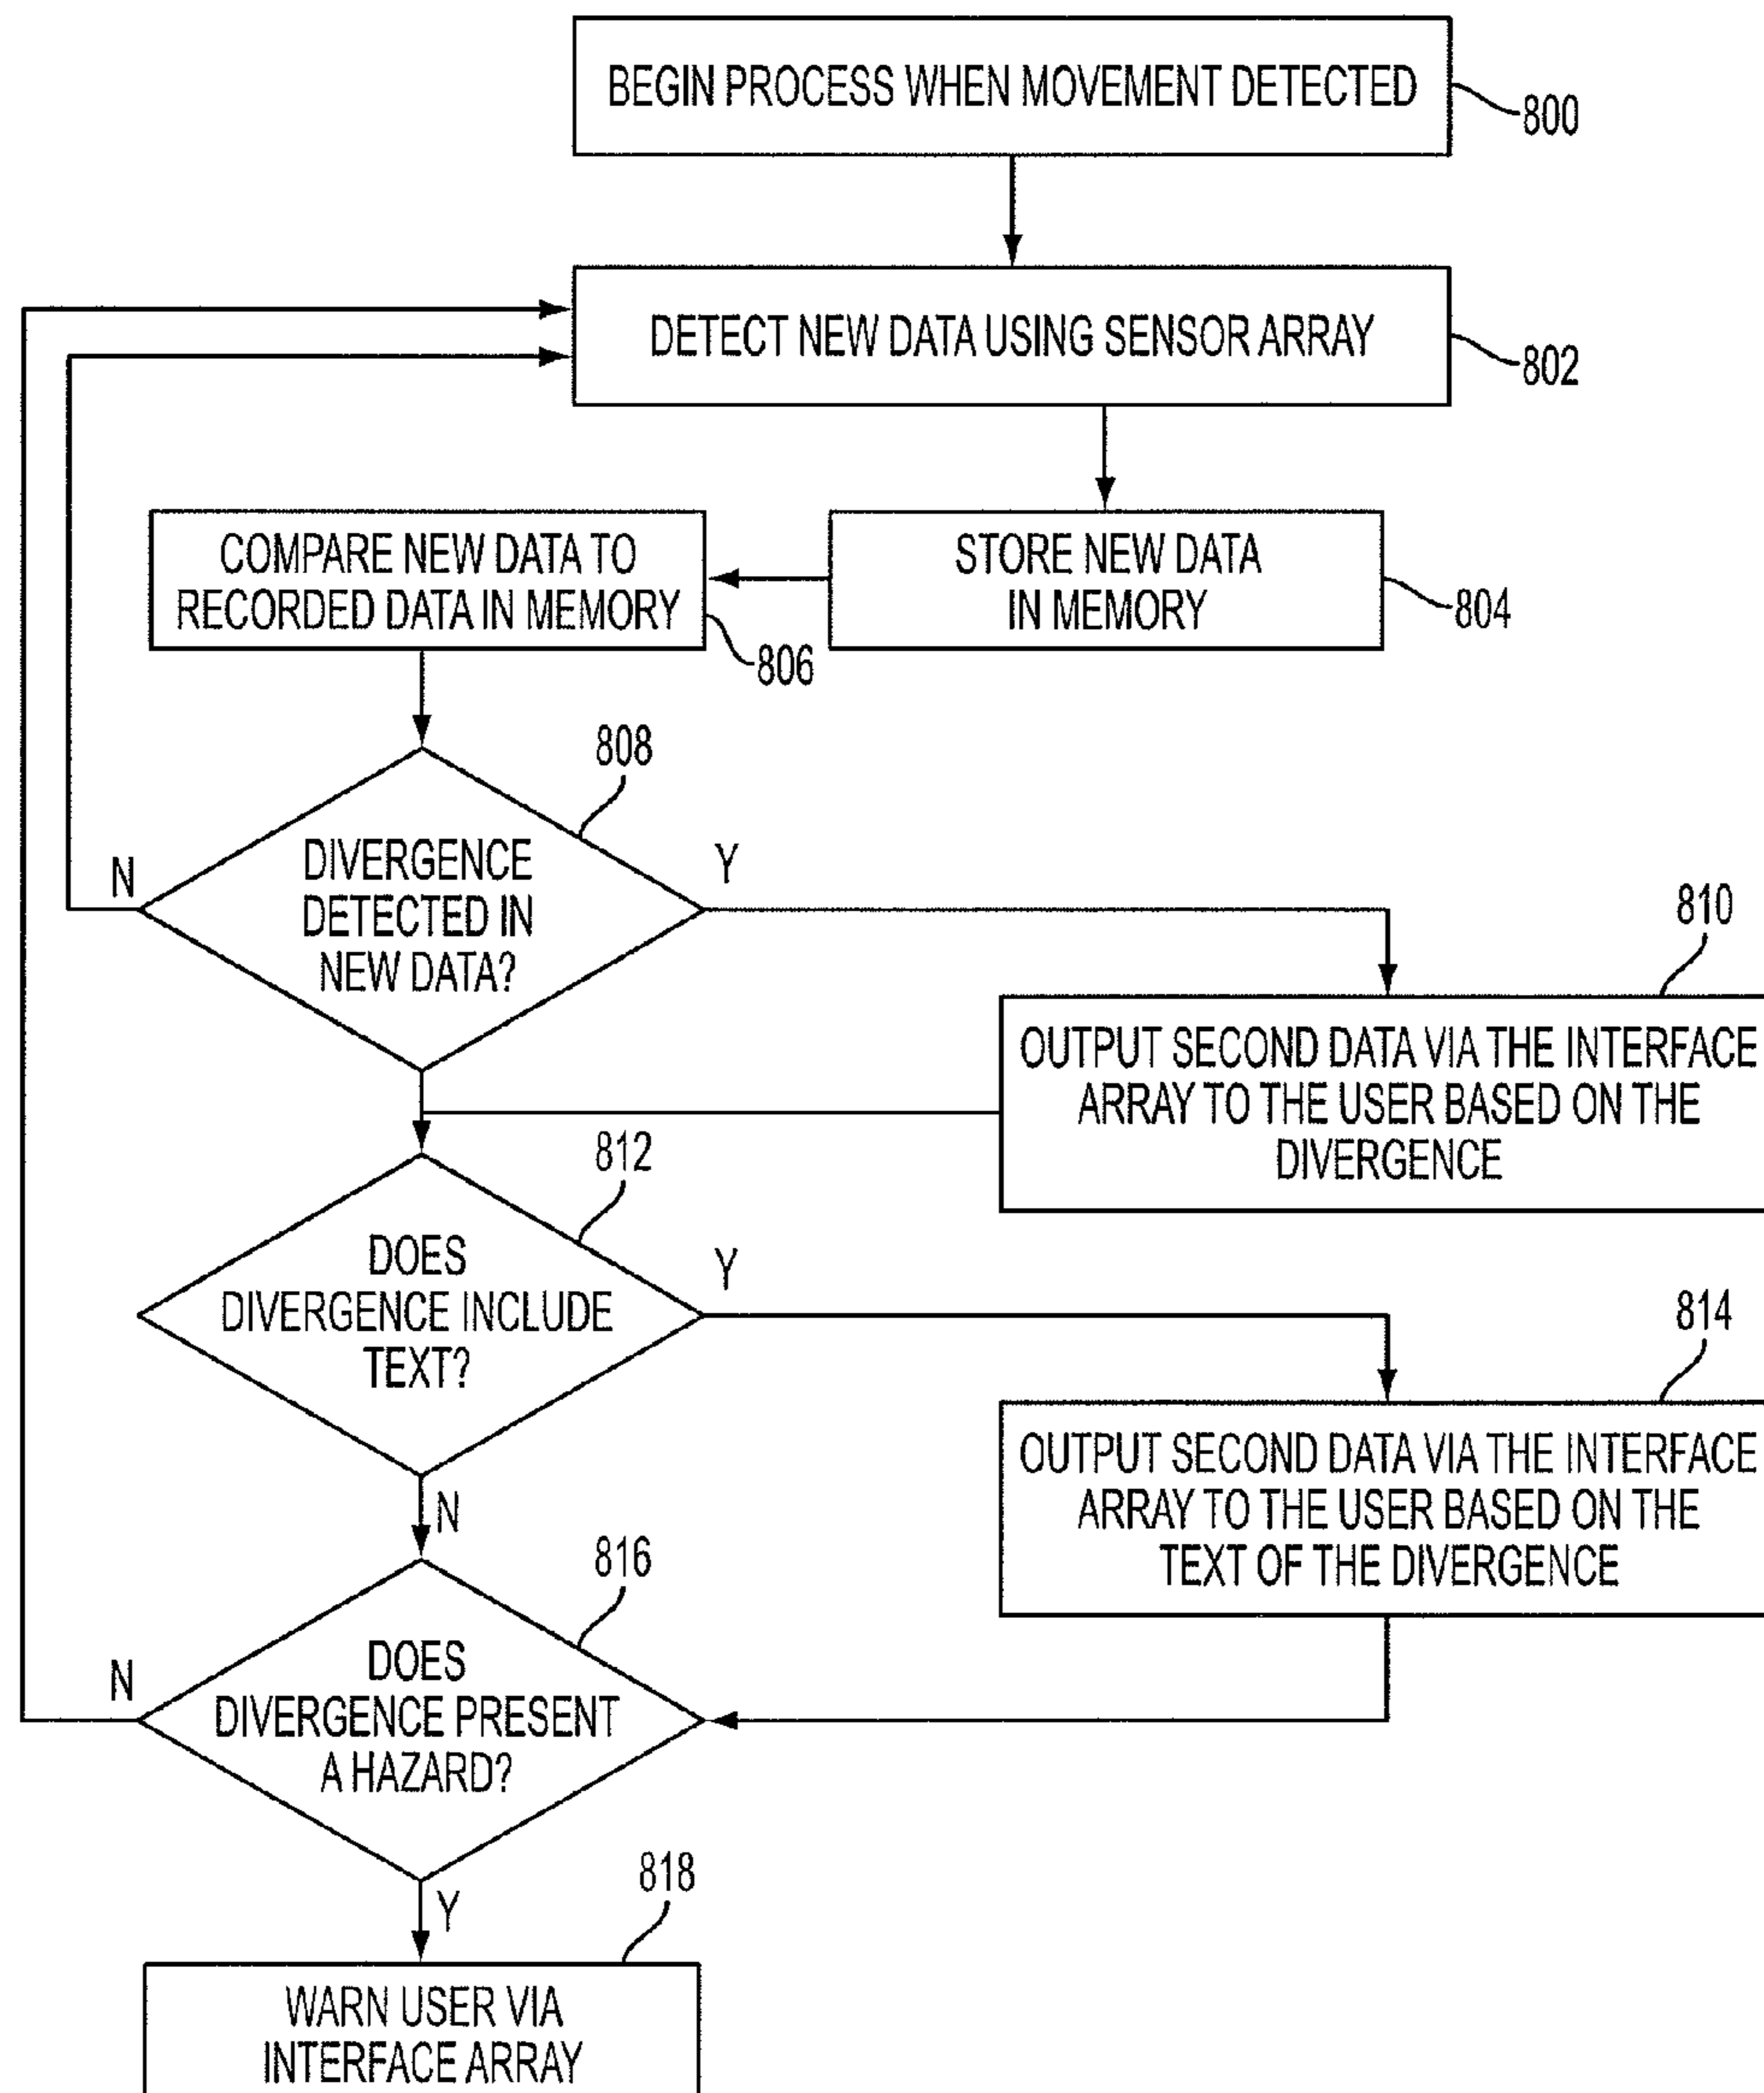 BEGIN PROCESS WHEN MOVEMENT DETECTED
800
DETECT NEW DATA USING SENSOR ARRAY
802
COMPARE NEW DATA TO
RECORDED DATA IN MEMORY
806
STORE NEW DATA
IN MEMORY
804
808
DIVERGENCE
DETECTED IN
NEW DATA?
N
Y
810
OUTPUT SECOND DATA VIA THE INTERFACE
ARRAY TO THE USER BASED ON THE
DIVERGENCE
812
DOES
DIVERGENCE INCLUDE
TEXT?
Y
N
814
OUTPUT SECOND DATA VIA THE INTERFACE
ARRAY TO THE USER BASED ON THE
TEXT OF THE DIVERGENCE
816
DOES
DIVERGENCE PRESENT
A HAZARD?
N
Y
818
WARN USER VIA
INTERFACE ARRAY